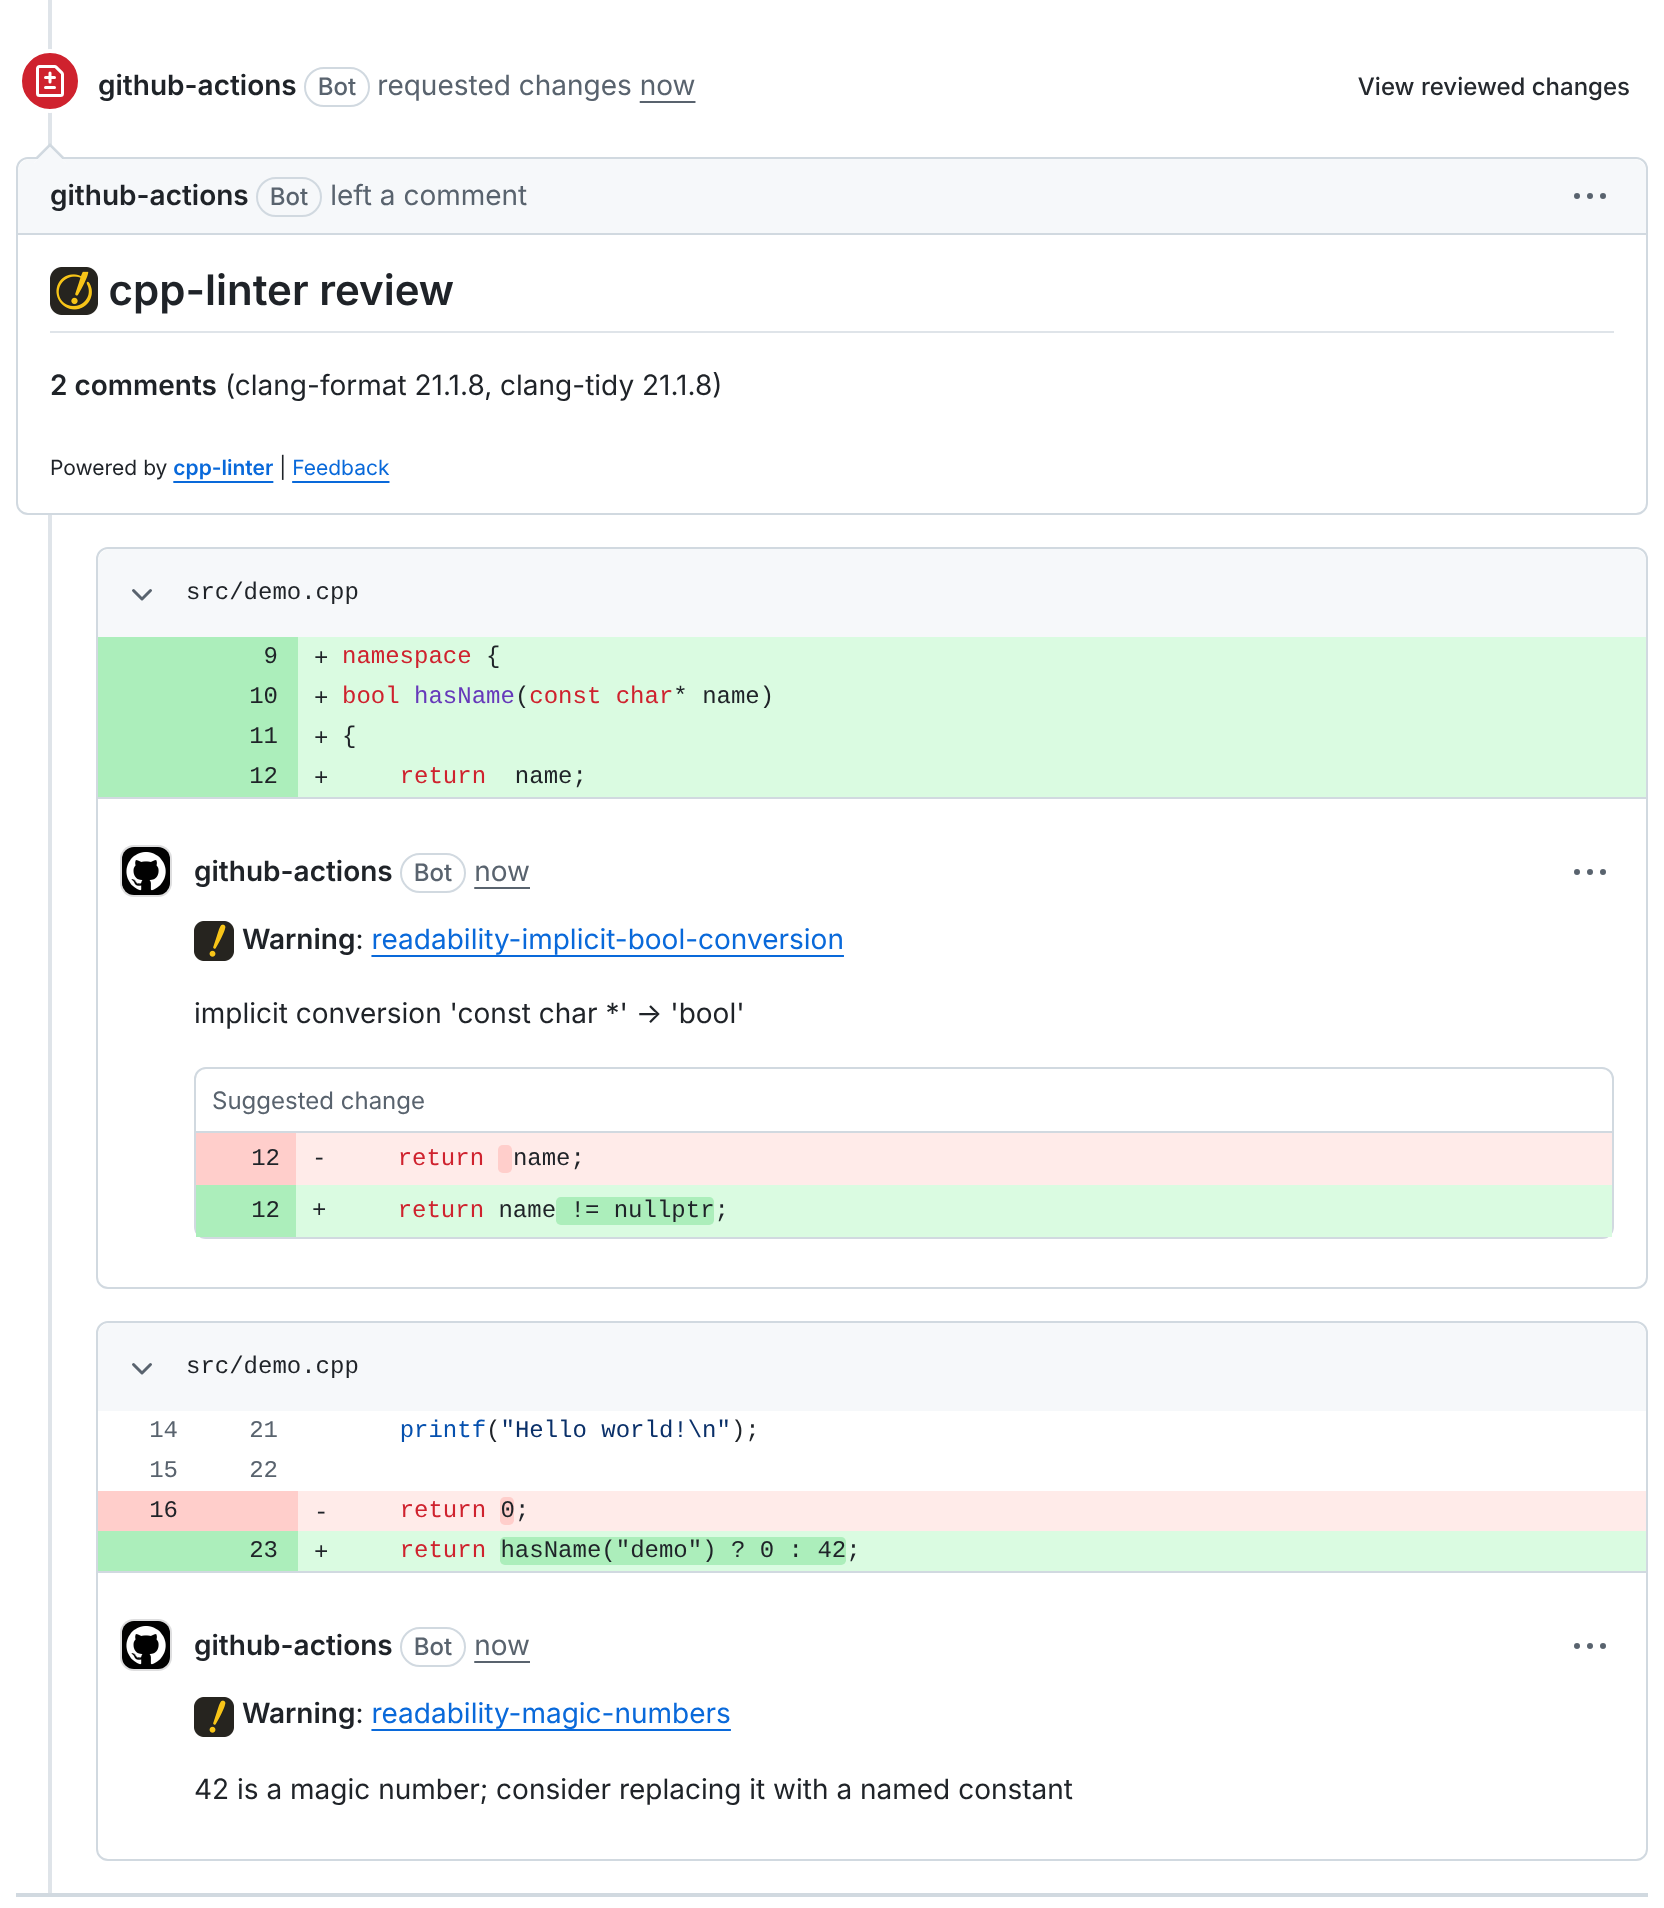 github-actions Bot requested changes now
View reviewed changes
github-actions Bot left a comment
cpp-linter review
2 comments (clang-format 21.1.8, clang-tidy 21.1.8)
Powered by cpp-linter | Feedback
src/demo.cpp
9 + namespace {
10 + bool hasName(const char* name)
11 + {
12 +     return  name;
github-actions Bot now
Warning: readability-implicit-bool-conversion
implicit conversion 'const char *' → 'bool'
Suggested change
12 -     return  name;
12 +     return name != nullptr;
src/demo.cpp
14 21     printf("Hello world!\n");
15 22
16 -     return 0;
23 +     return hasName("demo") ? 0 : 42;
github-actions Bot now
Warning: readability-magic-numbers
42 is a magic number; consider replacing it with a named constant